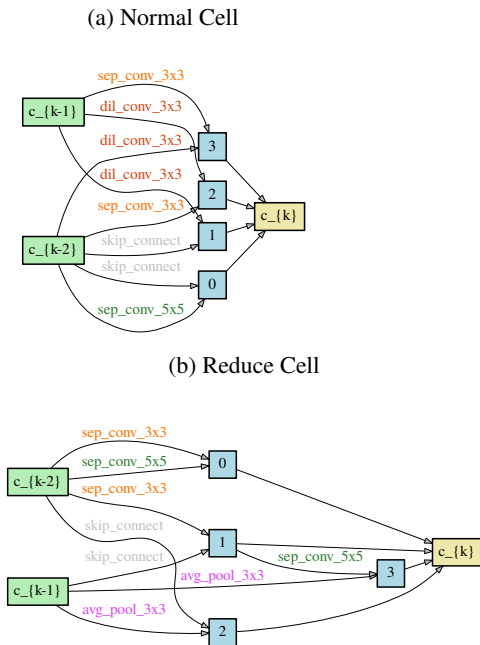 (a) Normal Cell
sep_conv_3x3
c_{k-1}
dil_conv_3x3
dil_conv_3x3
3
dil_conv_3x3
2
sep_conv_3x3
c_{k}
1
skip_connect
c_{k-2}
skip_connect
0
sep_conv_5x5
(b) Reduce Cell
sep_conv_3x3
0
sep_conv_5x5
c_{k-2}
sep_conv_3x3
skip_connect
1
c_{k}
skip_connect
sep_conv_5x5
3
avg_pool_3x3
c_{k-1}
avg_pool_3x3
2